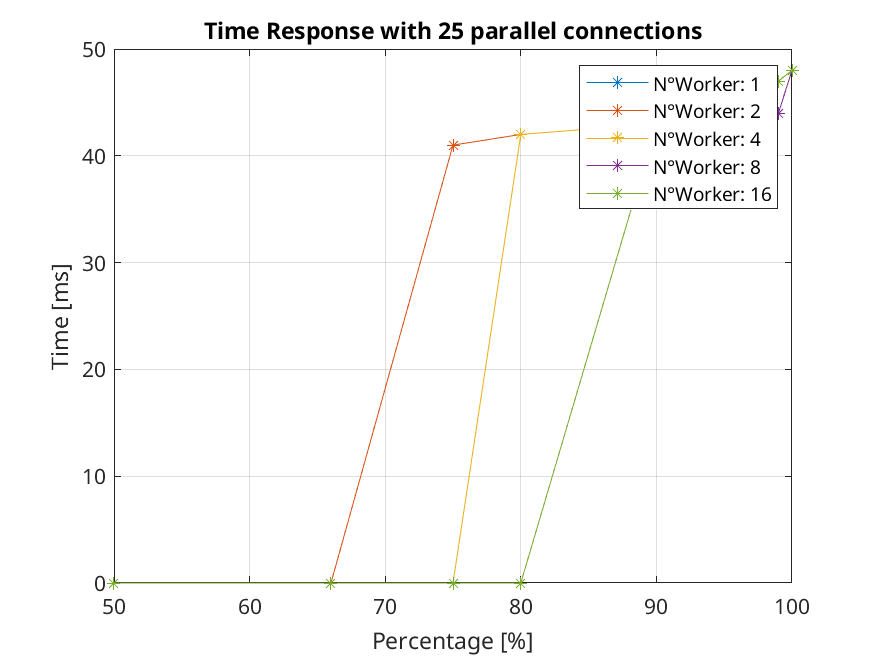 Time Response with 25 parallel connections
50
40
30
20
10
0
Time [ms]
N°Worker: 1
N°Worker: 2
N°Worker: 4
N°Worker: 8
N°Worker: 16
50 60 70 80 90 100
Percentage [%]